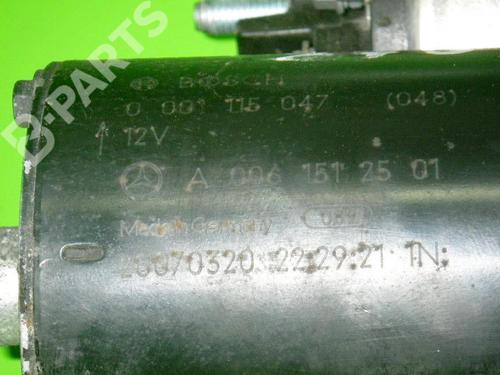 BOSCH
0 001 115 047 (048)
12V
A 006 151 25 01
Made in Germany
20070320 22:29:21 1N:
B-PARTS